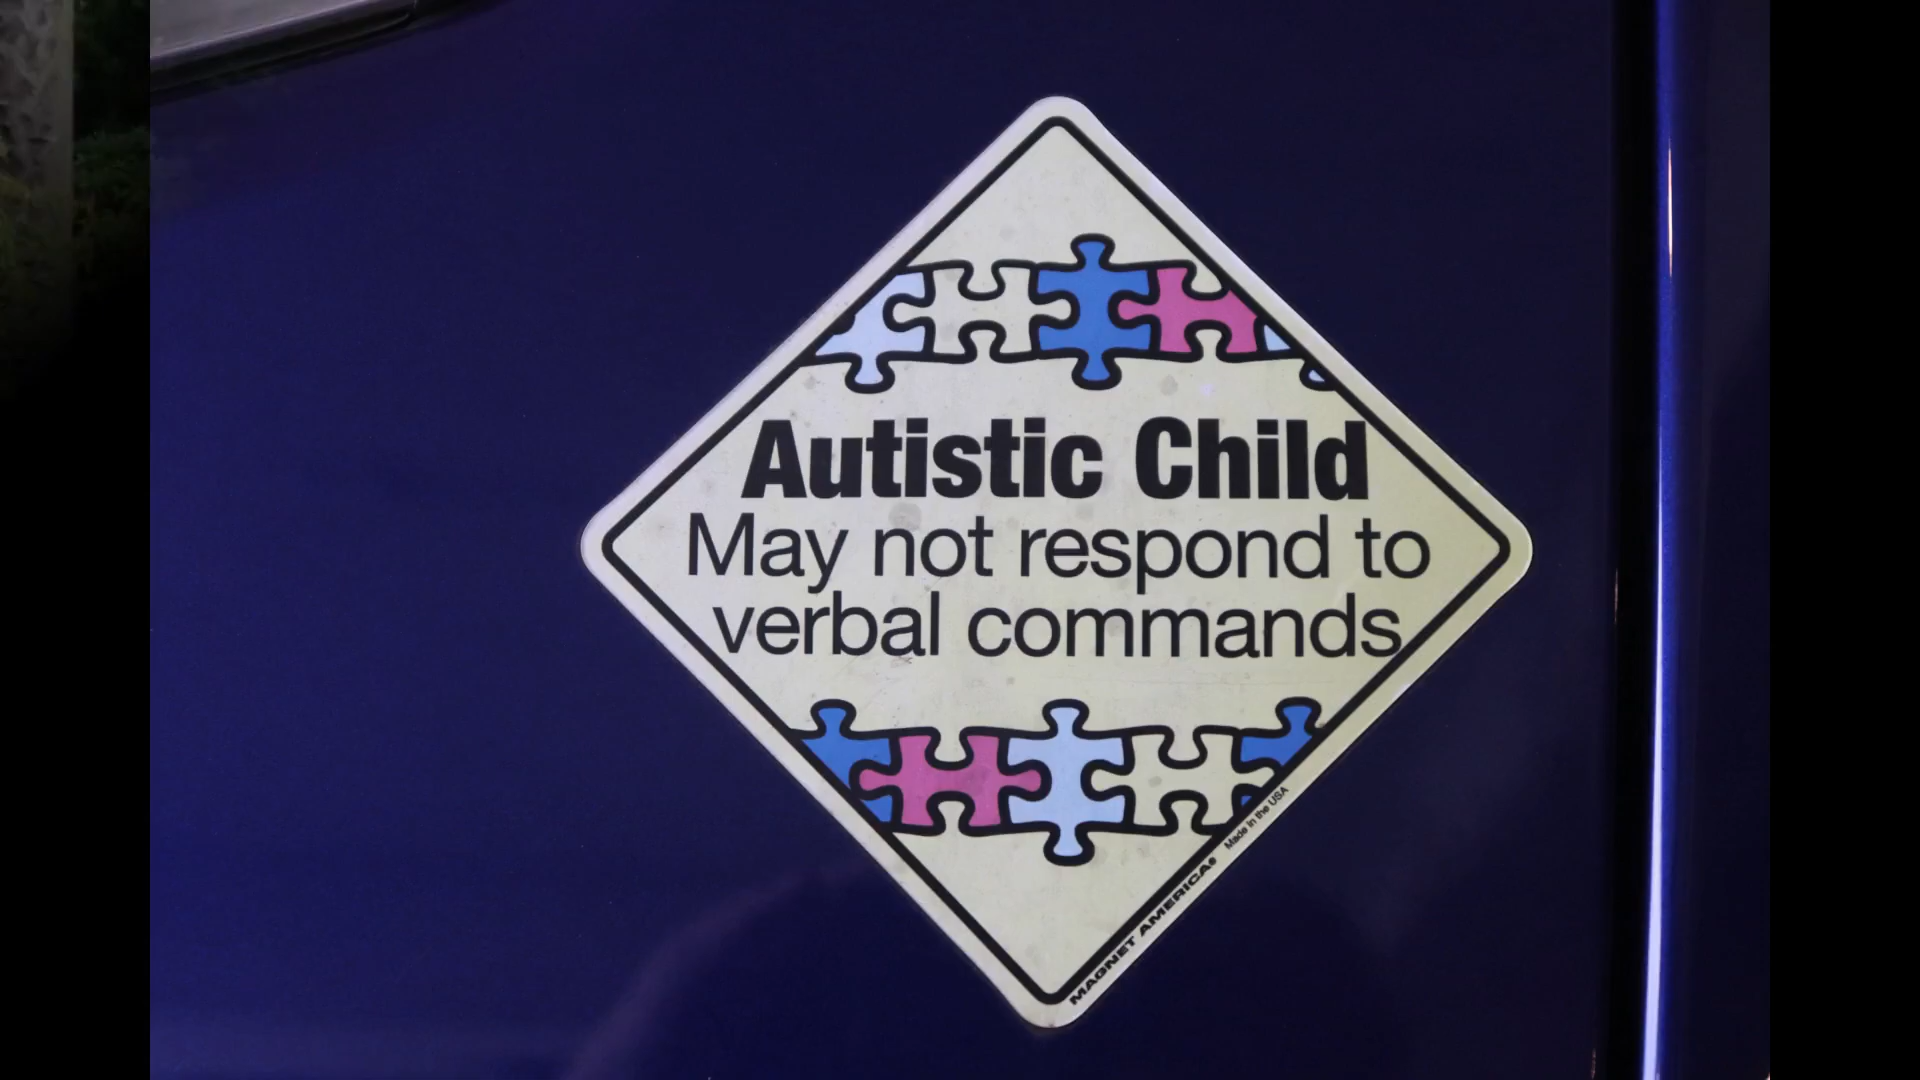 Autistic Child
May not respond to
verbal commands
MAGNET AMERICA® Made in the USA